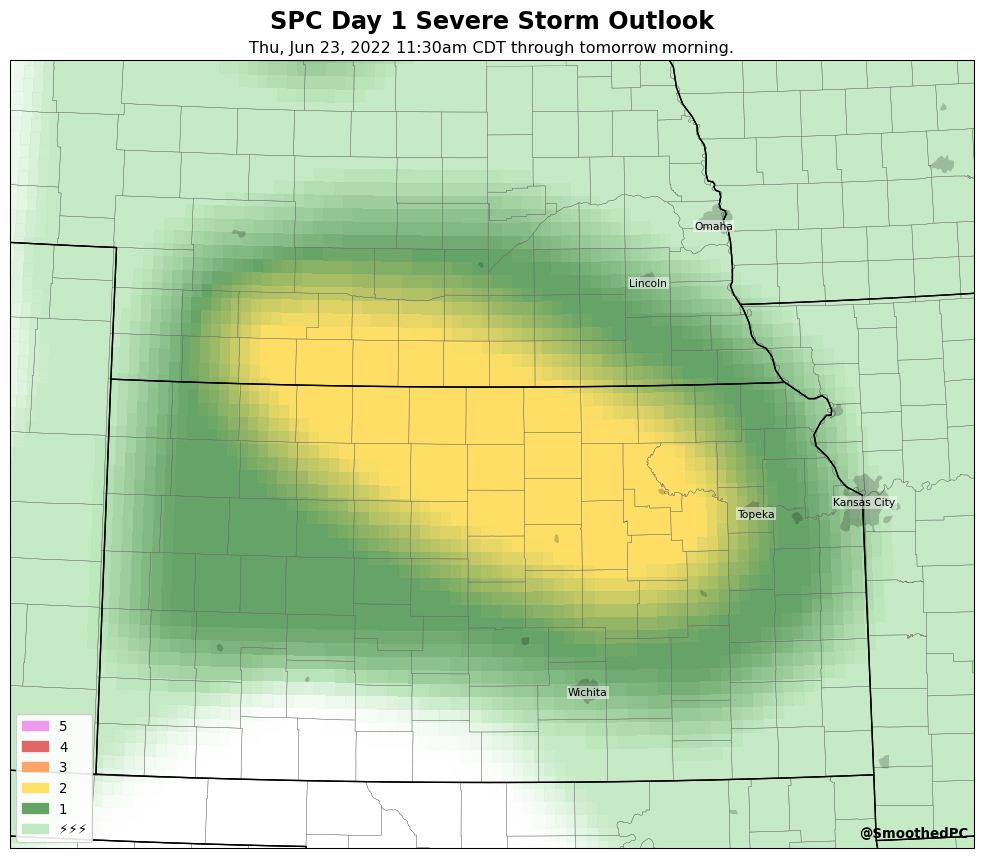 SPC Day 1 Severe Storm Outlook
Thu, Jun 23, 2022 11:30am CDT through tomorrow morning.
Omaha
Lincoln
Kansas City
Topeka
Wichita
5
4
3
2
1
⚡⚡⚡
@SmoothedPC